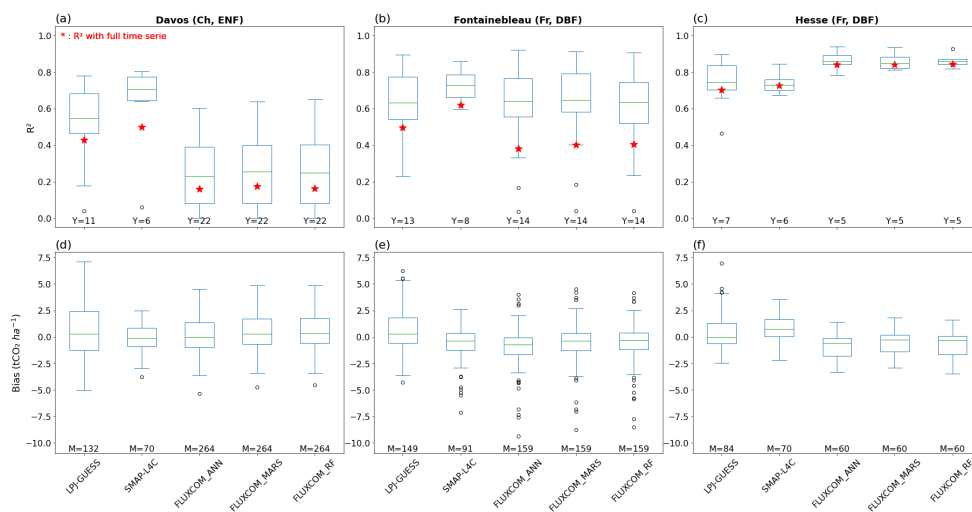 (a) Davos (Ch, ENF)
(b) Fontainebleau (Fr, DBF)
(c) Hesse (Fr, DBF)
* : R² with full time serie
R²
1.0
0.8
0.6
0.4
0.2
0.0
Y=11 Y=6 Y=22 Y=22 Y=22
1.0
0.8
0.6
0.4
0.2
0.0
Y=13 Y=8 Y=14 Y=14 Y=14
1.0
0.8
0.6
0.4
0.2
0.0
Y=7 Y=6 Y=5 Y=5 Y=5
(d)
Bias (tCO₂ ha⁻¹)
7.5
5.0
2.5
0.0
−2.5
−5.0
−7.5
−10.0
M=132 M=70 M=264 M=264 M=264
LPJ-GUESS SMAP-L4C FLUXCOM_ANN FLUXCOM_MARS FLUXCOM_RF
(e)
7.5
5.0
2.5
0.0
−2.5
−5.0
−7.5
−10.0
M=149 M=91 M=159 M=159 M=159
LPJ-GUESS SMAP-L4C FLUXCOM_ANN FLUXCOM_MARS FLUXCOM_RF
(f)
7.5
5.0
2.5
0.0
−2.5
−5.0
−7.5
−10.0
M=84 M=70 M=60 M=60 M=60
LPJ-GUESS SMAP-L4C FLUXCOM_ANN FLUXCOM_MARS FLUXCOM_RF